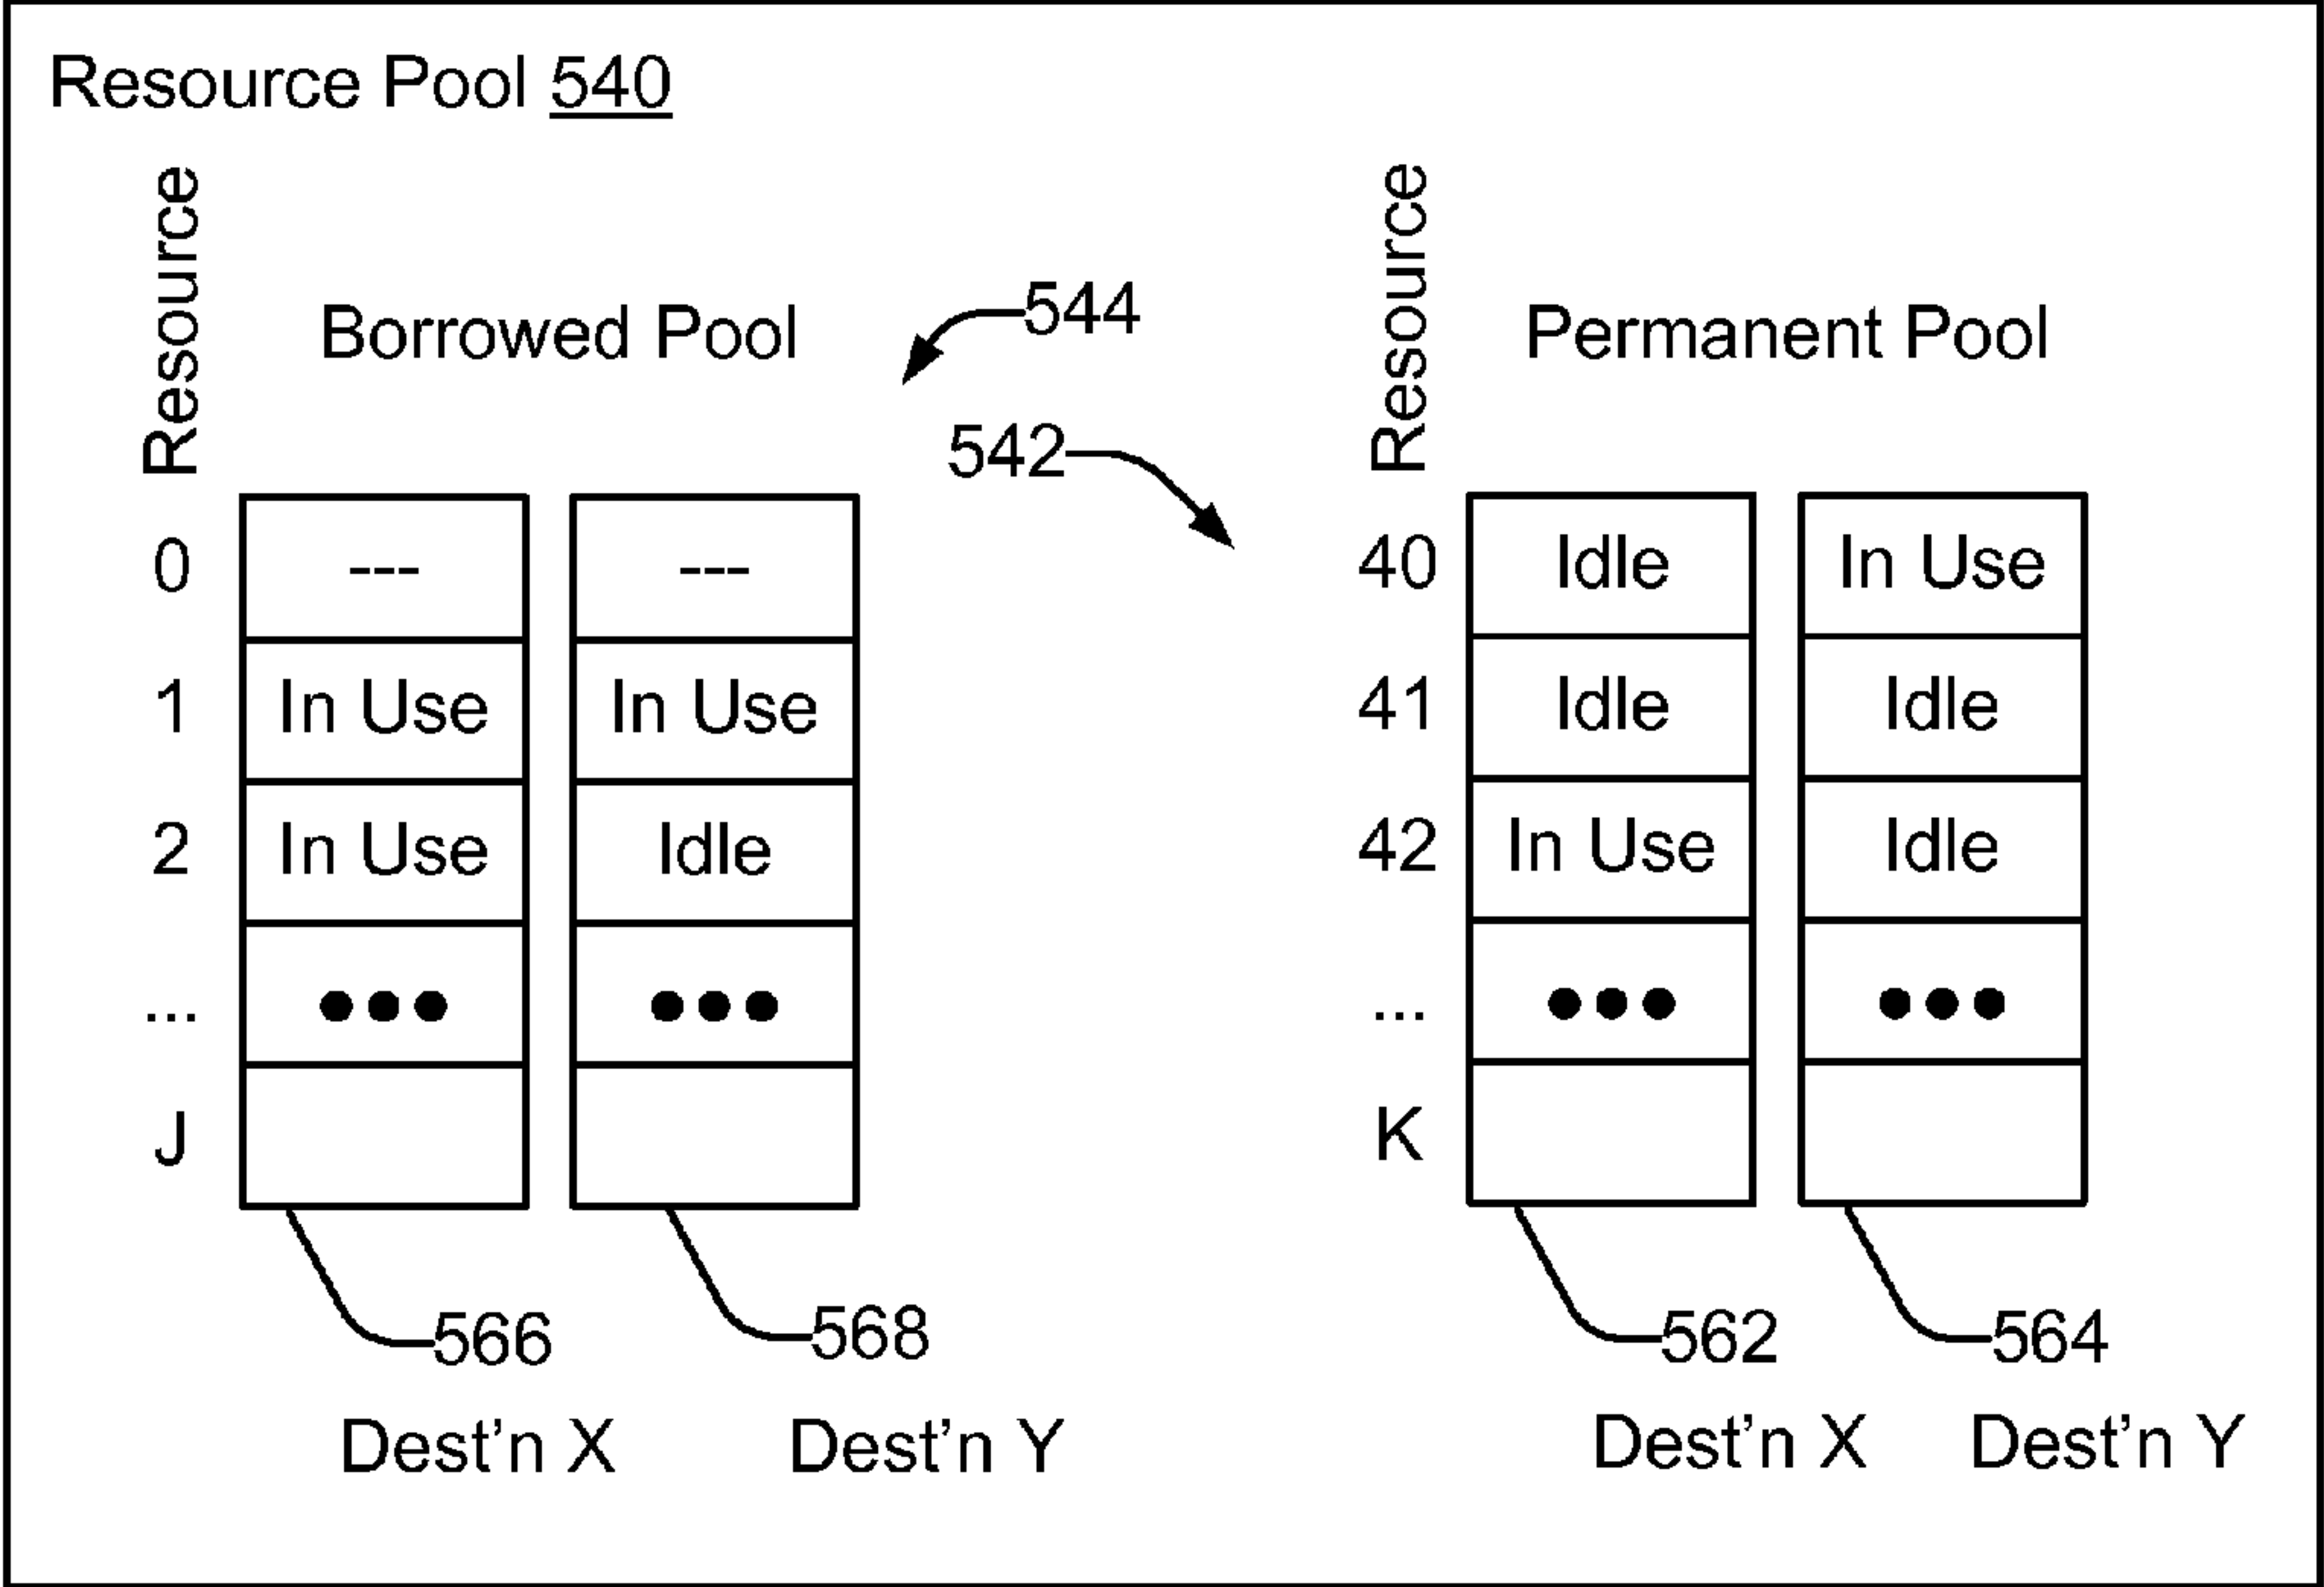 Resource Pool 540
Resource
Borrowed Pool
544
542
Resource
Permanent Pool
0 --- ---
1 In Use In Use
2 In Use Idle
... ●●● ●●●
J
40 Idle In Use
41 Idle Idle
42 In Use Idle
... ●●● ●●●
K
566 568
Dest’n X Dest’n Y
562 564
Dest’n X Dest’n Y